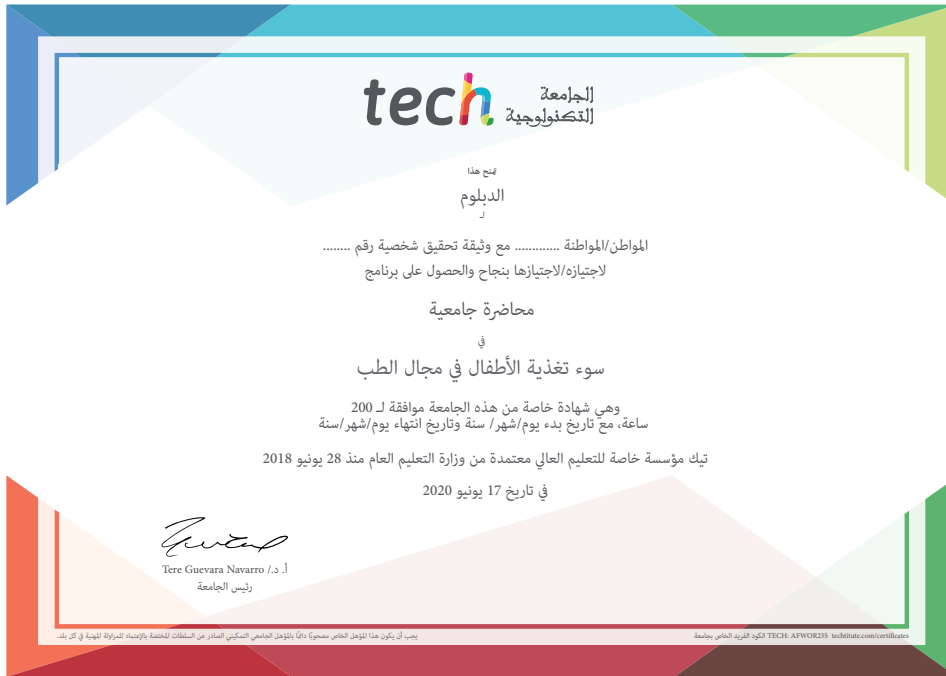 tech الجامعة
التكنولوجية
يمنح هذا
الدبلوم
لـ
المواطن/المواطنة ............ مع وثيقة تحقيق شخصية رقم ........
لاجتيازه/لاجتيازها بنجاح والحصول على برنامج
محاضرة جامعية
في
سوء تغذية الأطفال في مجال الطب
وهي شهادة خاصة من هذه الجامعة موافقة لـ 200
ساعة، مع تاريخ بدء يوم/شهر/ سنة وتاريخ انتهاء يوم/شهر/سنة
تيك مؤسسة خاصة للتعليم العالي معتمدة من وزارة التعليم العام منذ 28 يونيو 2018
في تاريخ 17 يونيو 2020
أ. د./ Tere Guevara Navarro
رئيس الجامعة
يجب أن يكون هذا المؤهل الخاص مصحوبًا دائمًا بالمؤهل الجامعي التمكيني الصادر عن السلطات المختصة بالإعتماد للمزاولة المهنية في كل بلد.
الكود الفريد الخاص بجامعة TECH: AFWOR23S techtitute.com/certificates